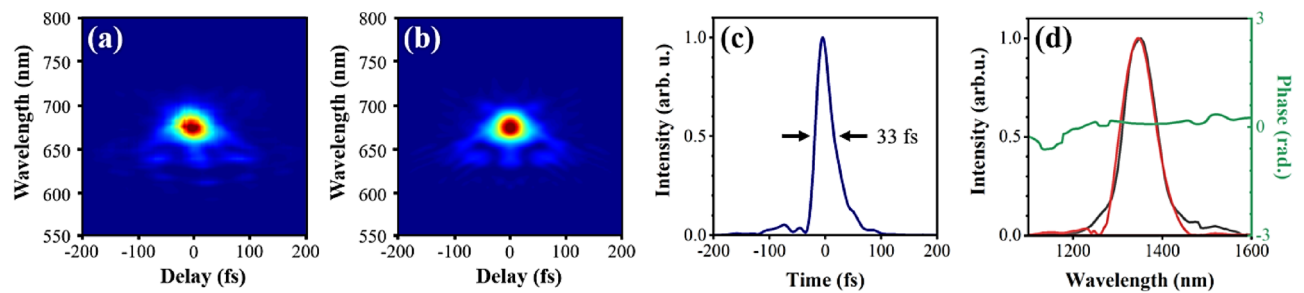 (a)
800
750
700
650
600
550
Wavelength (nm)
-200 -100 0 100 200
Delay (fs)
(b)
800
750
700
650
600
550
Wavelength (nm)
-200 -100 0 100 200
Delay (fs)
(c)
1.0
0.5
0.0
Intensity (arb. u.)
33 fs
-200 -100 0 100 200
Time (fs)
(d)
1.0
0.5
0.0
Intensity (arb.u.)
3
0
-3
Phase (rad.)
1200 1400 1600
Wavelength (nm)